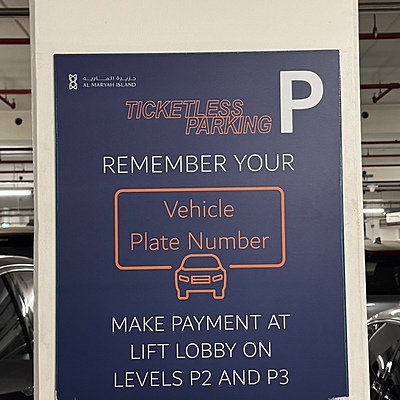 جزيرة المارية
AL MARYAH ISLAND
TICKETLESS
PARKING
P
REMEMBER YOUR
Vehicle
Plate Number
MAKE PAYMENT AT
LIFT LOBBY ON
LEVELS P2 AND P3